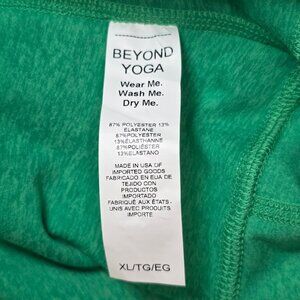 BEYOND
YOGA
Wear Me.
Wash Me.
Dry Me.
87% POLYESTER 13%
ELASTANE
87%POLYESTER
13%ÉLASTHANNE
87%POLIÉSTER
13%ELASTANO
MADE IN USA OF
IMPORTED GOODS
FABRICADO EN EUA DE
TEJIDO CON
PRODUCTOS
IMPORTADO
FABRIQUÉ AUX ÉTATS-
UNIS AVEC PRODUITS
IMPORTÉ
XL/TG/EG